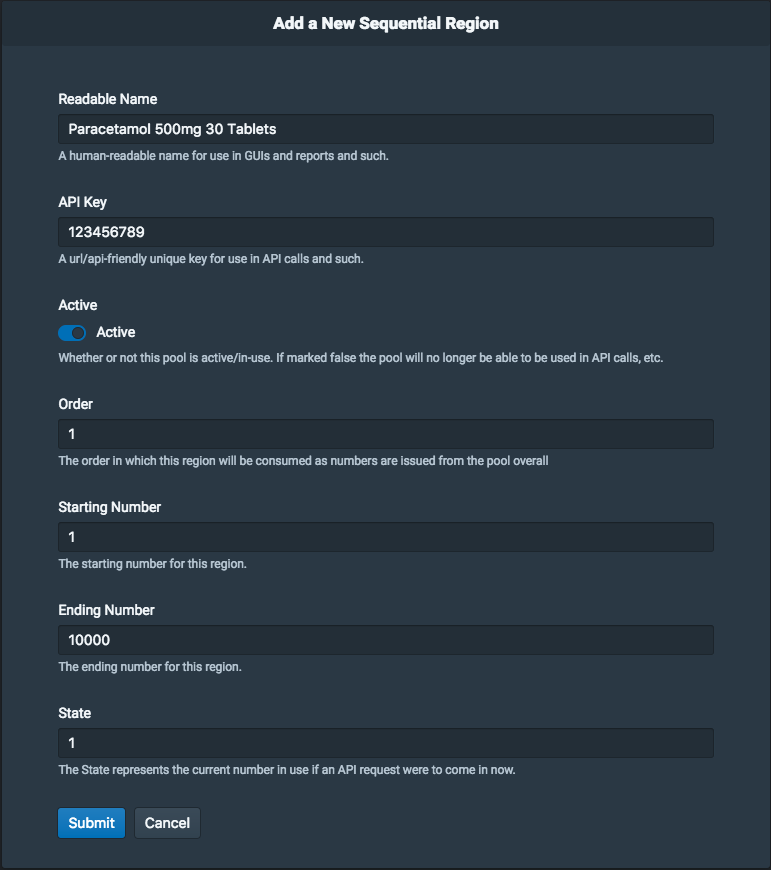 Add a New Sequential Region
Readable Name
Paracetamol 500mg 30 Tablets
A human-readable name for use in GUIs and reports and such.
API Key
123456789
A url/api-friendly unique key for use in API calls and such.
Active
Active
Whether or not this pool is active/in-use. If marked false the pool will no longer be able to be used in API calls, etc.
Order
1
The order in which this region will be consumed as numbers are issued from the pool overall
Starting Number
1
The starting number for this region.
Ending Number
10000
The ending number for this region.
State
1
The State represents the current number in use if an API request were to come in now.
Submit Cancel